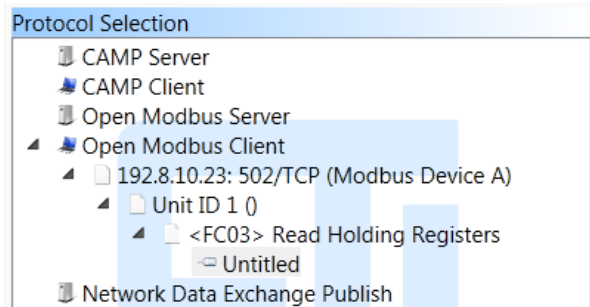 Protocol Selection
CAMP Server
CAMP Client
Open Modbus Server
Open Modbus Client
192.8.10.23: 502/TCP (Modbus Device A)
Unit ID 1 ()
<FC03> Read Holding Registers
Untitled
Network Data Exchange Publish